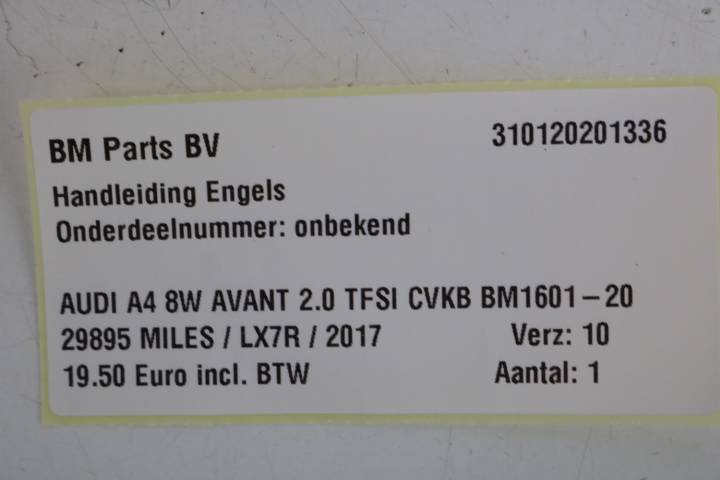 BM Parts BV 310120201336
Handleiding Engels
Onderdeelnummer: onbekend
AUDI A4 8W AVANT 2.0 TFSI CVKB BM1601-20
29895 MILES / LX7R / 2017 Verz: 10
19.50 Euro incl. BTW Aantal: 1